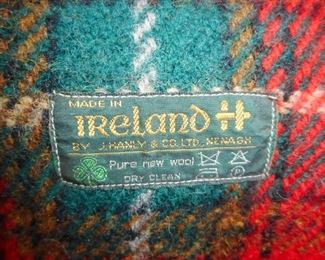 MADE IN
IRELAND H
BY J. HANLY & CO. LTD. NENAGH
Pure new wool
DRY CLEAN P